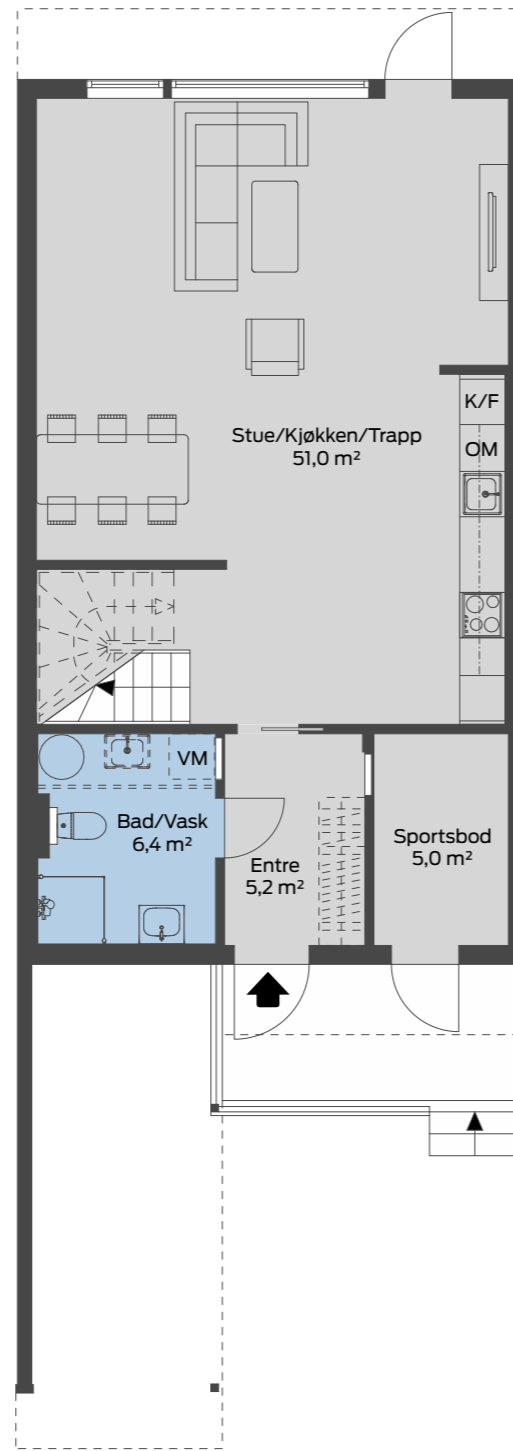 K/F
Stue/Kjøkken/Trapp
51,0 m²
OM
VM
Bad/Vask
6,4 m²
Entre
5,2 m²
Sportsbod
5,0 m²